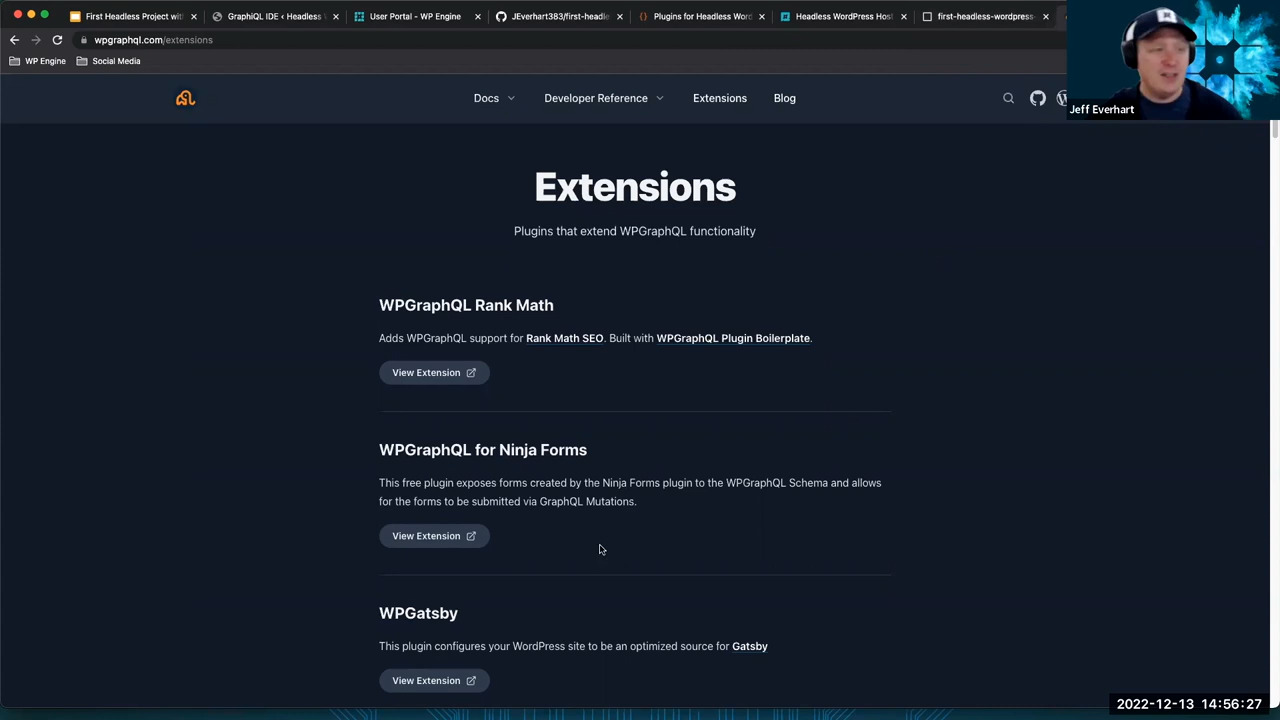 First Headless Project with
GraphiQL IDE ‹ Headless W
User Portal - WP Engine
JEverhart383/first-headle
Plugins for Headless Word
Headless WordPress Hos
first-headless-wordpress-
wpgraphql.com/extensions
WP Engine
Social Media
Jeff Everhart
Docs
Developer Reference
Extensions
Blog
Extensions
Plugins that extend WPGraphQL functionality
WPGraphQL Rank Math
Adds WPGraphQL support for Rank Math SEO. Built with WPGraphQL Plugin Boilerplate.
View Extension
WPGraphQL for Ninja Forms
This free plugin exposes forms created by the Ninja Forms plugin to the WPGraphQL Schema and allows
for the forms to be submitted via GraphQL Mutations.
View Extension
WPGatsby
This plugin configures your WordPress site to be an optimized source for Gatsby
View Extension
2022-12-13 14:56:27